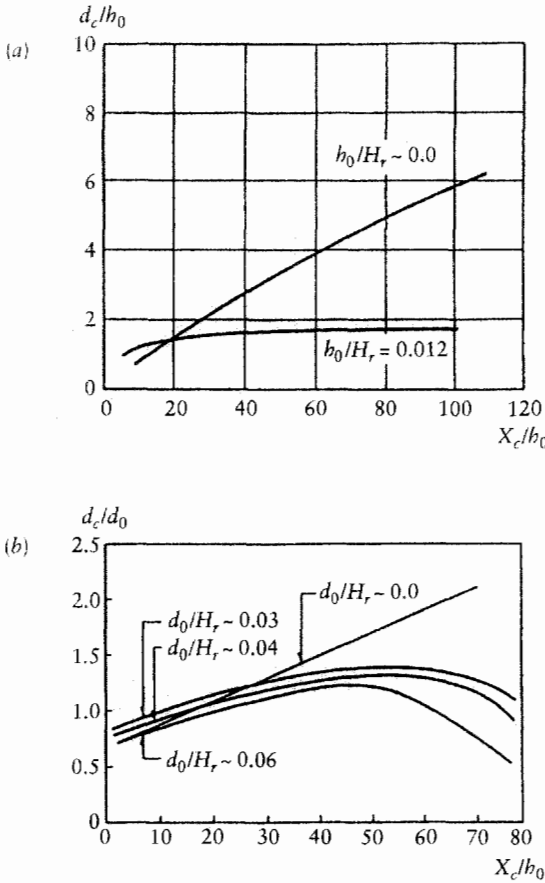 d_c/h_0
(a)
10
8
6
4
2
0
h_0/H_r ~ 0.0
h_0/H_r = 0.012
0 20 40 60 80 100 120
X_c/h_0
d_c/d_0
(b)
2.5
2.0
1.5
1.0
0.5
0
d_0/H_r ~ 0.0
d_0/H_r ~ 0.03
d_0/H_r ~ 0.04
d_0/H_r ~ 0.06
0 10 20 30 40 50 60 70 80
X_c/h_0